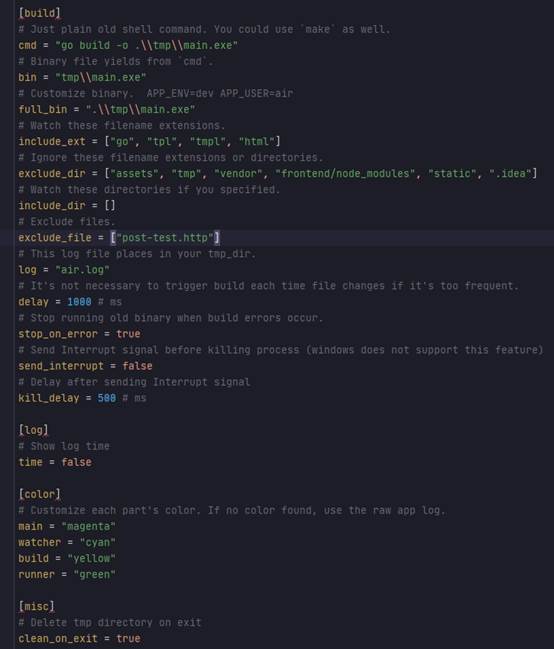 [build]
# Just plain old shell command. You could use `make` as well.
cmd = "go build -o .\\tmp\\main.exe"
# Binary file yields from `cmd`.
bin = "tmp\\main.exe"
# Customize binary.  APP_ENV=dev APP_USER=air
full_bin = ".\\tmp\\main.exe"
# Watch these filename extensions.
include_ext = ["go", "tpl", "tmpl", "html"]
# Ignore these filename extensions or directories.
exclude_dir = ["assets", "tmp", "vendor", "frontend/node_modules", "static", ".idea"]
# Watch these directories if you specified.
include_dir = []
# Exclude files.
exclude_file = ["post-test.http"]
# This log file places in your tmp_dir.
log = "air.log"
# It's not necessary to trigger build each time file changes if it's too frequent.
delay = 1000 # ms
# Stop running old binary when build errors occur.
stop_on_error = true
# Send Interrupt signal before killing process (windows does not support this feature)
send_interrupt = false
# Delay after sending Interrupt signal
kill_delay = 500 # ms
[log]
# Show log time
time = false
[color]
# Customize each part's color. If no color found, use the raw app log.
main = "magenta"
watcher = "cyan"
build = "yellow"
runner = "green"
[misc]
# Delete tmp directory on exit
clean_on_exit = true